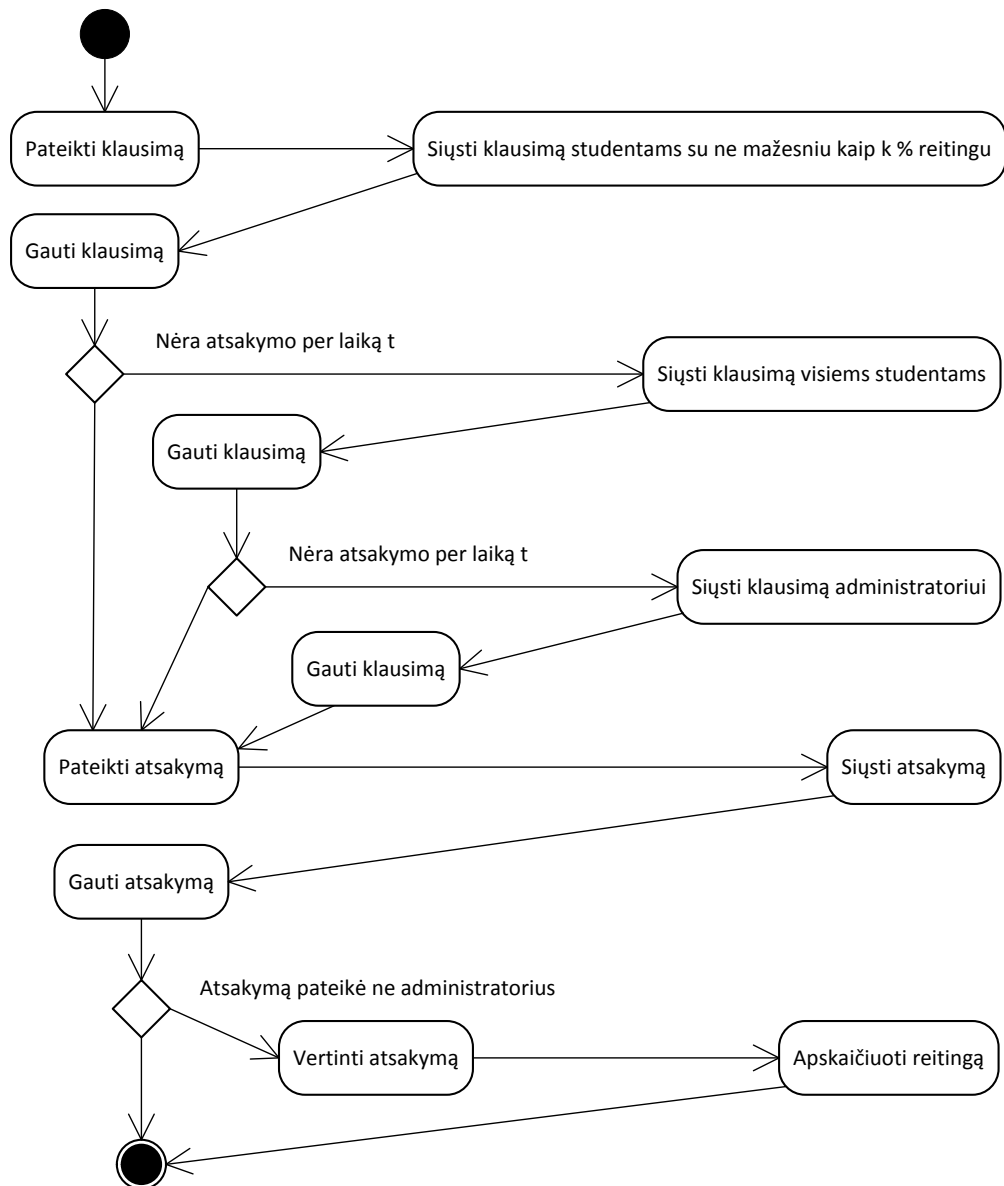 Pateikti klausimą
Siųsti klausimą studentams su ne mažesniu kaip k % reitingu
Gauti klausimą
Nėra atsakymo per laiką t
Siųsti klausimą visiems studentams
Gauti klausimą
Nėra atsakymo per laiką t
Siųsti klausimą administratoriui
Gauti klausimą
Pateikti atsakymą
Siųsti atsakymą
Gauti atsakymą
Atsakymą pateikė ne administratorius
Vertinti atsakymą
Apskaičiuoti reitingą